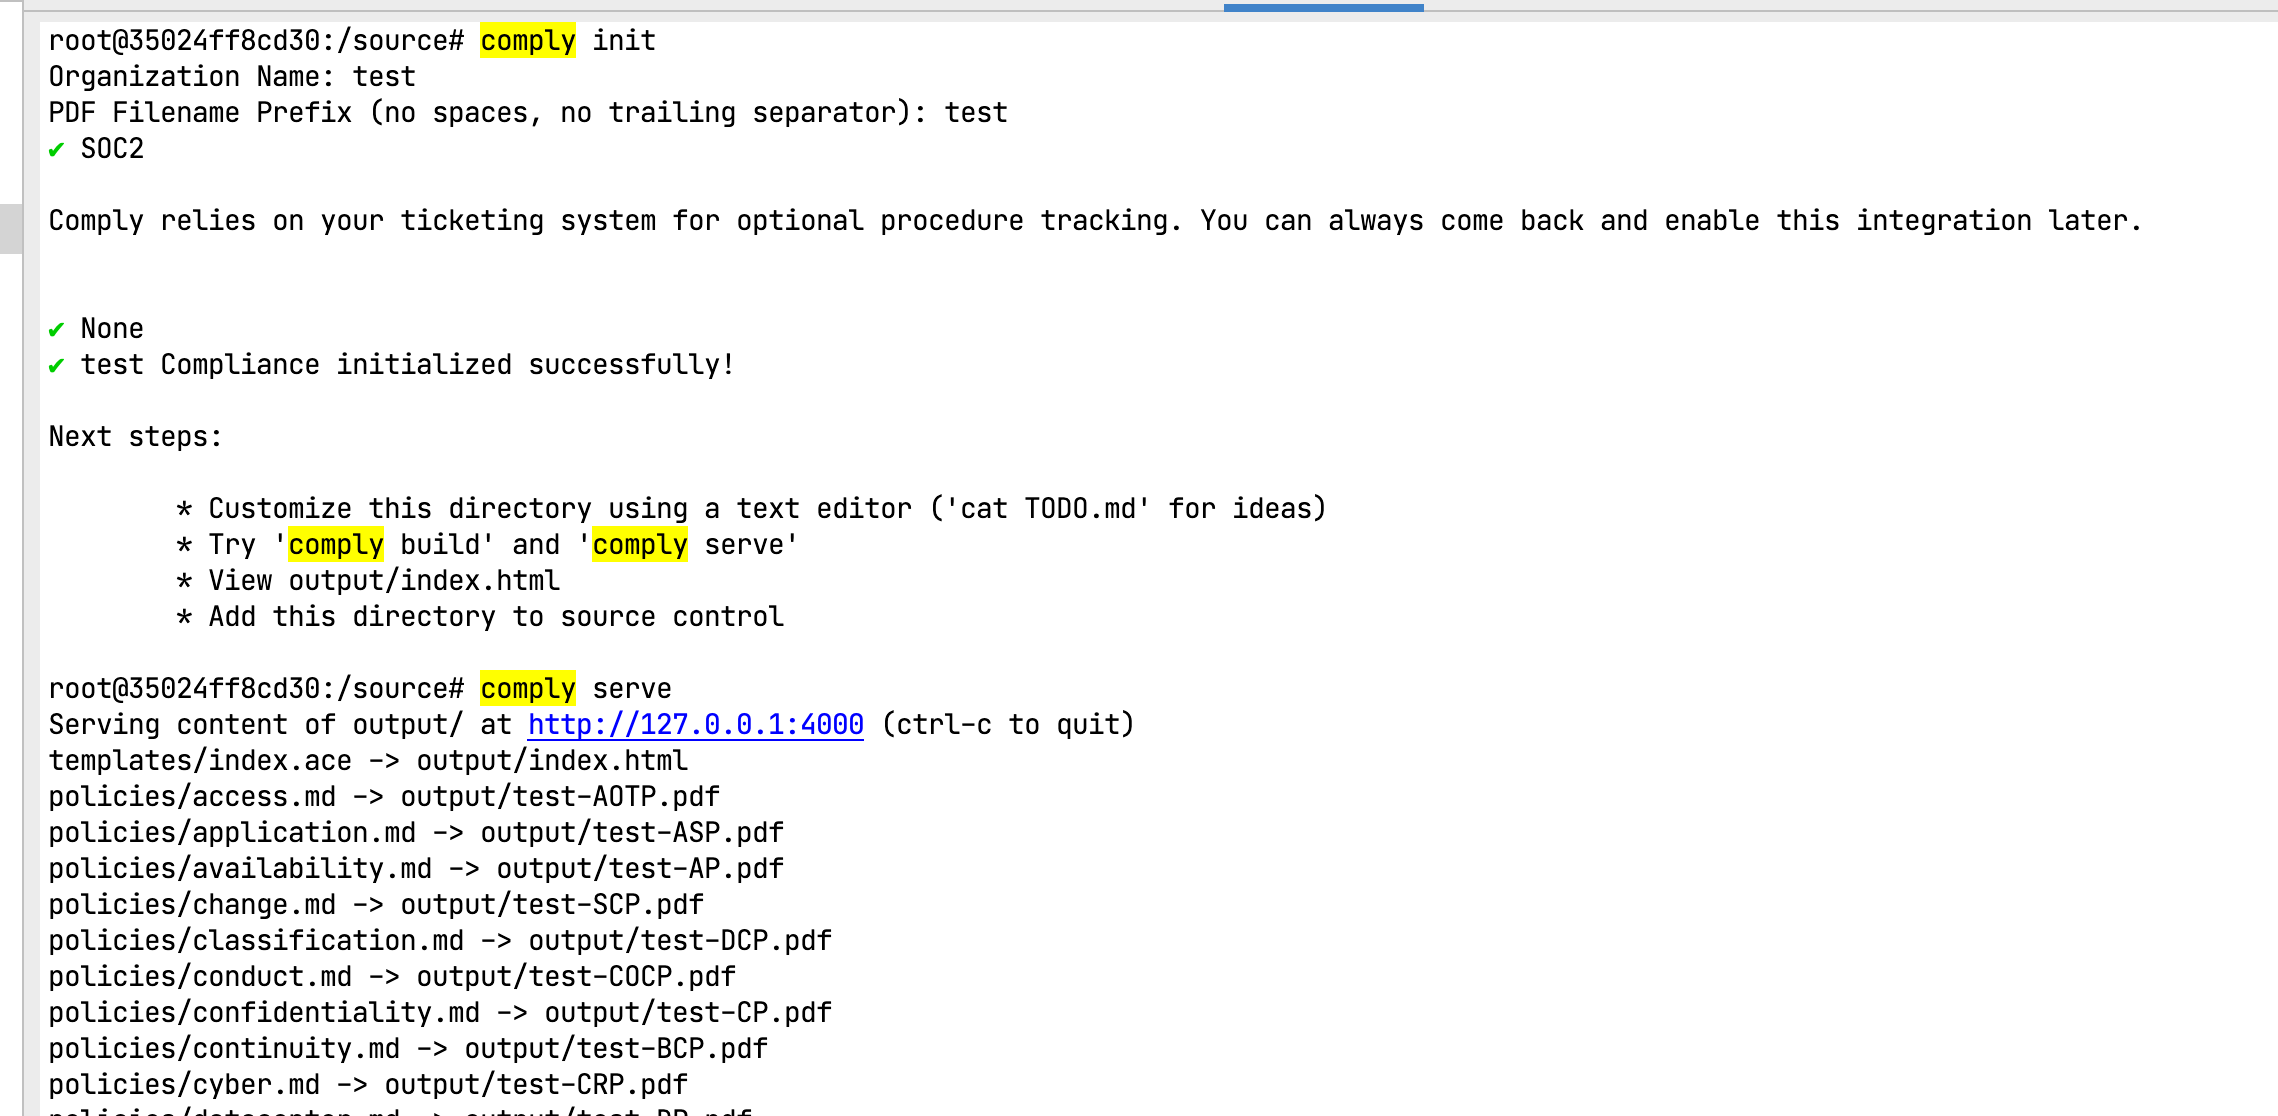 root@35024ff8cd30:/source# comply init
Organization Name: test
PDF Filename Prefix (no spaces, no trailing separator): test
✔ SOC2
Comply relies on your ticketing system for optional procedure tracking. You can always come back and enable this integration later.
✔ None
✔ test Compliance initialized successfully!
Next steps:
* Customize this directory using a text editor ('cat TODO.md' for ideas)
* Try 'comply build' and 'comply serve'
* View output/index.html
* Add this directory to source control
root@35024ff8cd30:/source# comply serve
Serving content of output/ at http://127.0.0.1:4000 (ctrl-c to quit)
templates/index.ace -> output/index.html
policies/access.md -> output/test-AOTP.pdf
policies/application.md -> output/test-ASP.pdf
policies/availability.md -> output/test-AP.pdf
policies/change.md -> output/test-SCP.pdf
policies/classification.md -> output/test-DCP.pdf
policies/conduct.md -> output/test-COCP.pdf
policies/confidentiality.md -> output/test-CP.pdf
policies/continuity.md -> output/test-BCP.pdf
policies/cyber.md -> output/test-CRP.pdf